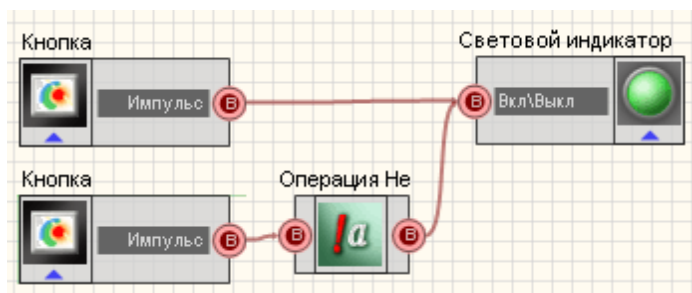 Кнопка
Световой индикатор
Импульс В
В Вкл\Выкл
Кнопка
Операция Не
Импульс В
В !a В